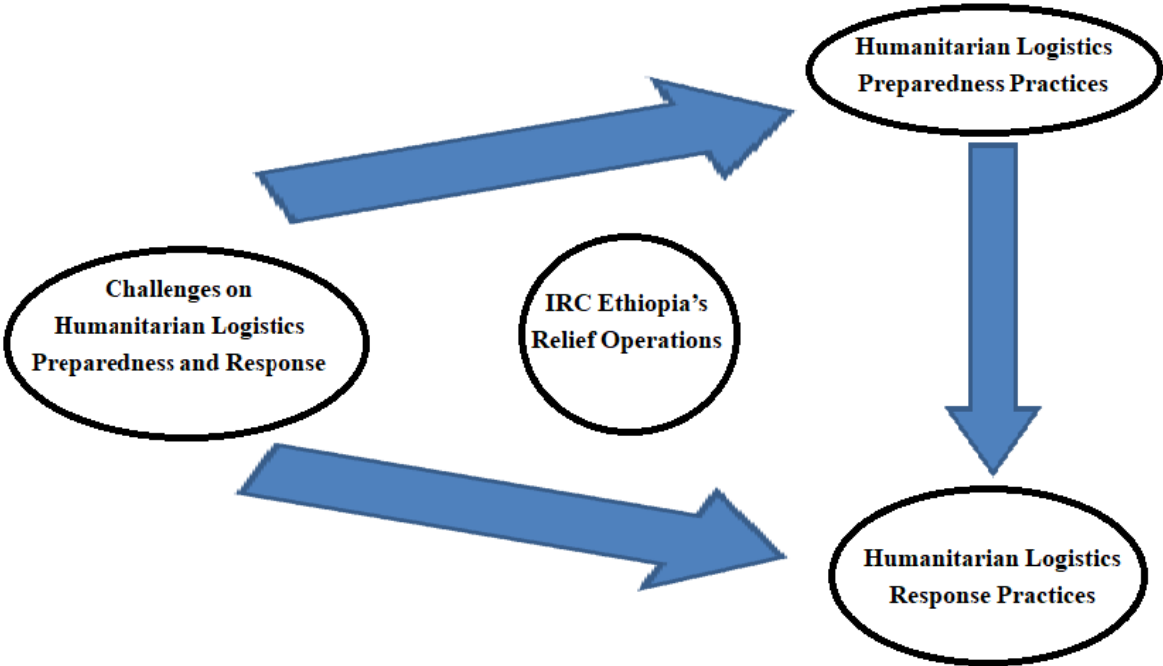 Humanitarian Logistics
Preparedness Practices
Challenges on
Humanitarian Logistics
Preparedness and Response
IRC Ethiopia’s
Relief Operations
Humanitarian Logistics
Response Practices